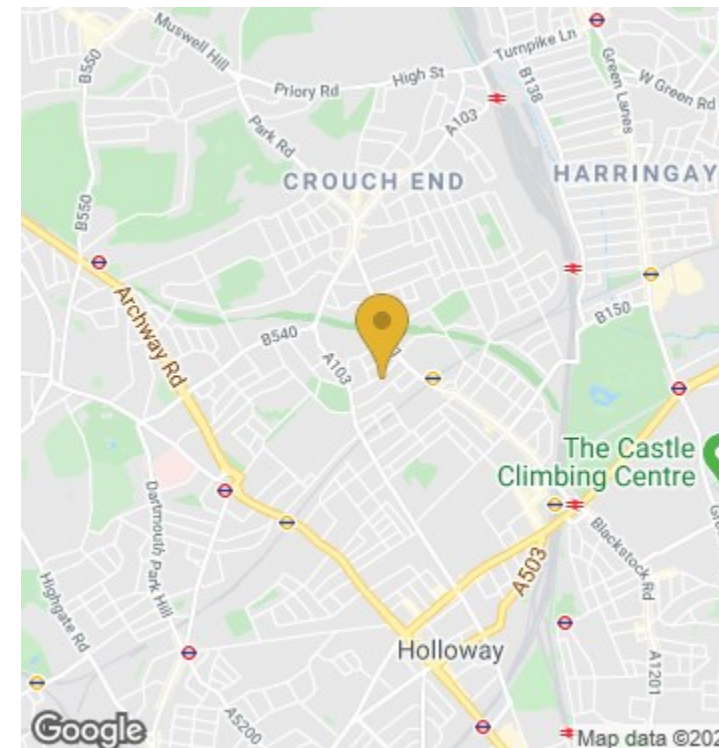 Muswell Hill
B550
Turnpike Ln
Priory Rd
High St
B138
Green Lanes
W Green Rd
Park Rd
A103
CROUCH END
HARRINGAY
B550
Archway Rd
B540
A103
B150
The Castle
Climbing Centre
Dartmouth Park Hill
Blackstock Rd
A503
Highgate Rd
Holloway
A1201
A5200
Google
Map data ©202